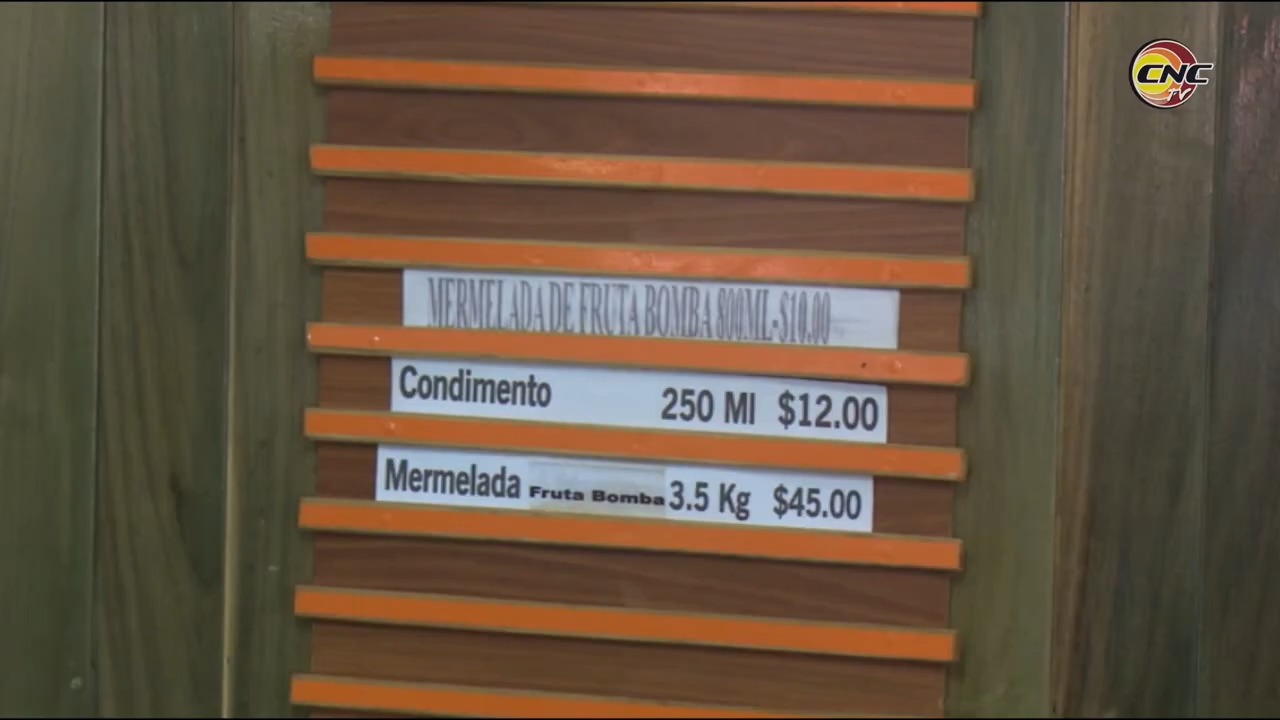 CNC
TV
MERMELADA DE FRUTA BOMBA 800ML-$10.00
Condimento 250 Ml $12.00
Mermelada Fruta Bomba 3.5 Kg $45.00